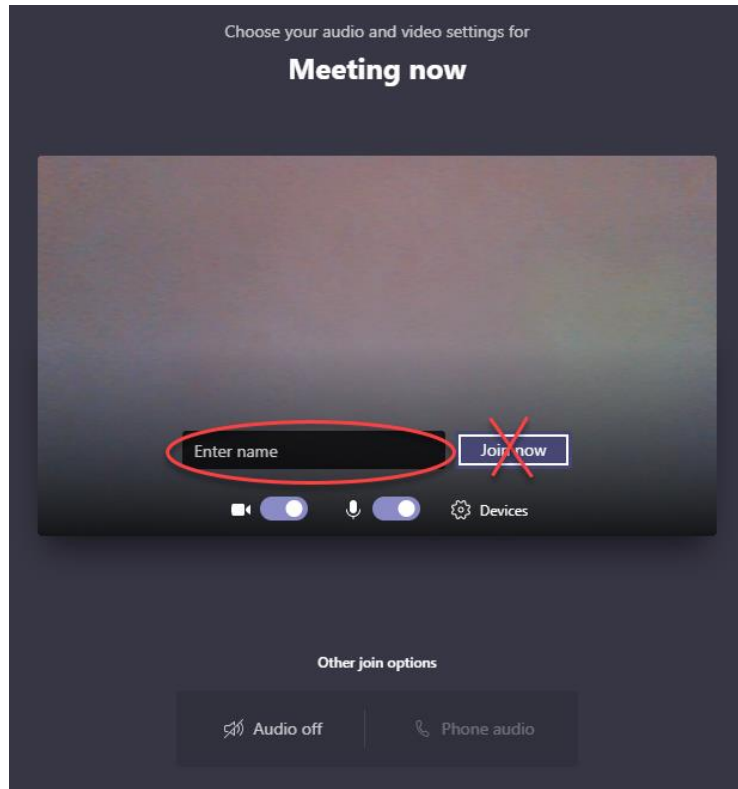 Choose your audio and video settings for
Meeting now
Enter name
Join now
Devices
Other join options
Audio off
Phone audio